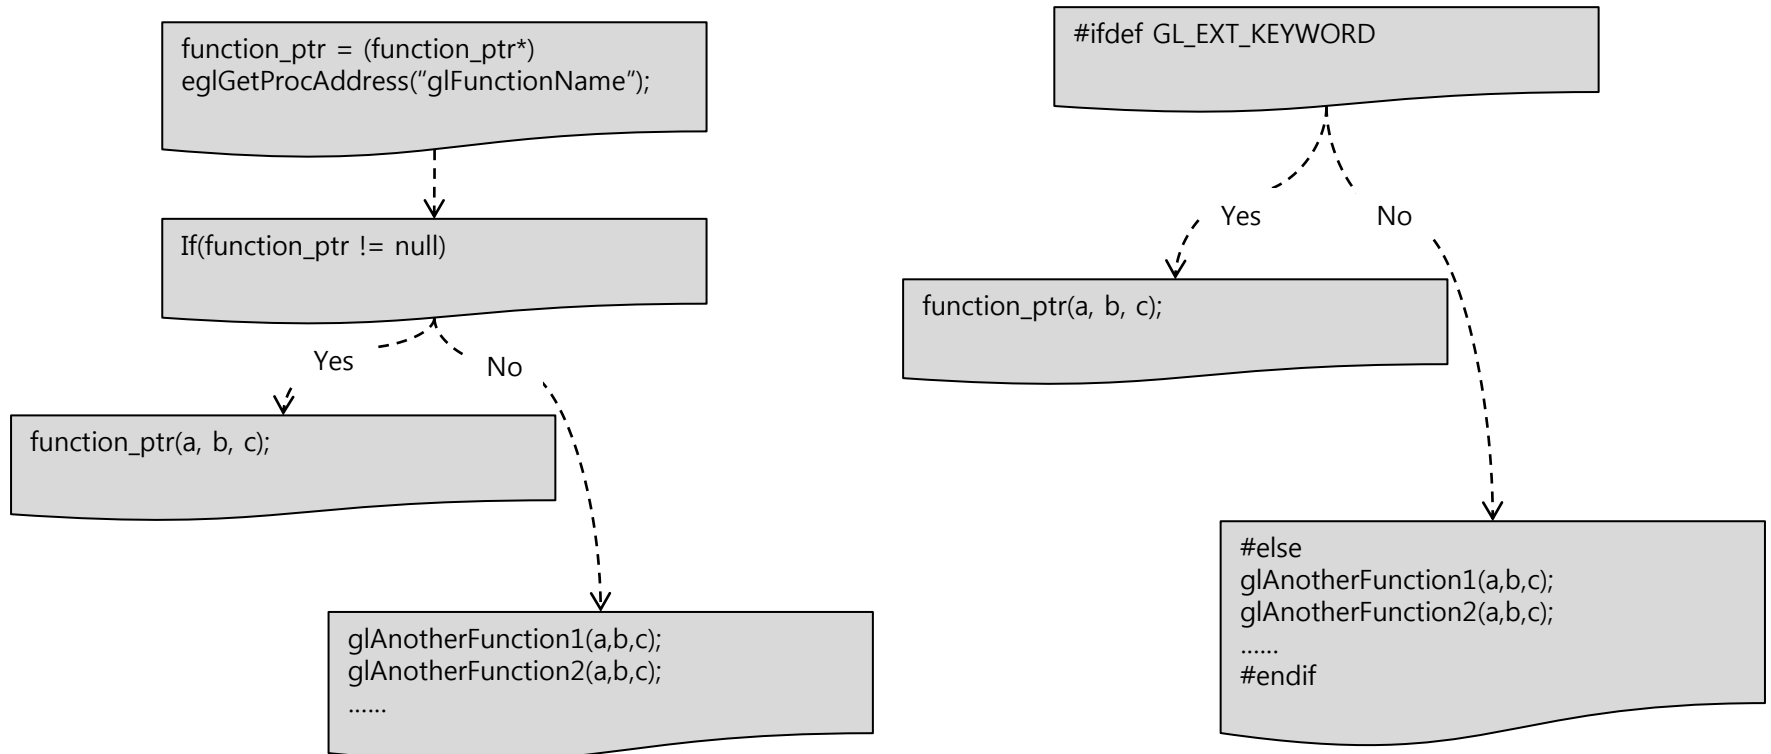 function_ptr = (function_ptr*)
eglGetProcAddress(“glFunctionName”);
If(function_ptr != null)
Yes
No
function_ptr(a, b, c);
glAnotherFunction1(a,b,c);
glAnotherFunction2(a,b,c);
......
#ifdef GL_EXT_KEYWORD
Yes
No
function_ptr(a, b, c);
#else
glAnotherFunction1(a,b,c);
glAnotherFunction2(a,b,c);
......
#endif